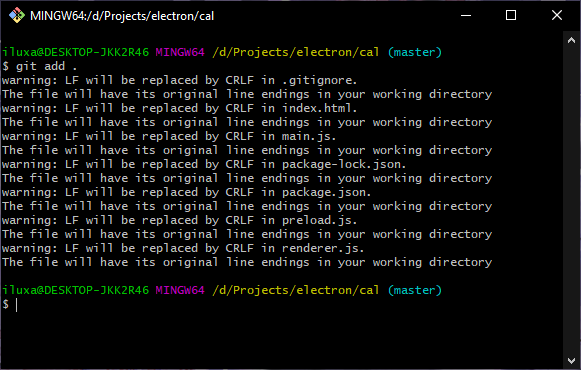 MINGW64:/d/Projects/electron/cal
iluxa@DESKTOP-JKK2R46 MINGW64 /d/Projects/electron/cal (master)
$ git add .
warning: LF will be replaced by CRLF in .gitignore.
The file will have its original line endings in your working directory
warning: LF will be replaced by CRLF in index.html.
The file will have its original line endings in your working directory
warning: LF will be replaced by CRLF in main.js.
The file will have its original line endings in your working directory
warning: LF will be replaced by CRLF in package-lock.json.
The file will have its original line endings in your working directory
warning: LF will be replaced by CRLF in package.json.
The file will have its original line endings in your working directory
warning: LF will be replaced by CRLF in preload.js.
The file will have its original line endings in your working directory
warning: LF will be replaced by CRLF in renderer.js.
The file will have its original line endings in your working directory
iluxa@DESKTOP-JKK2R46 MINGW64 /d/Projects/electron/cal (master)
$